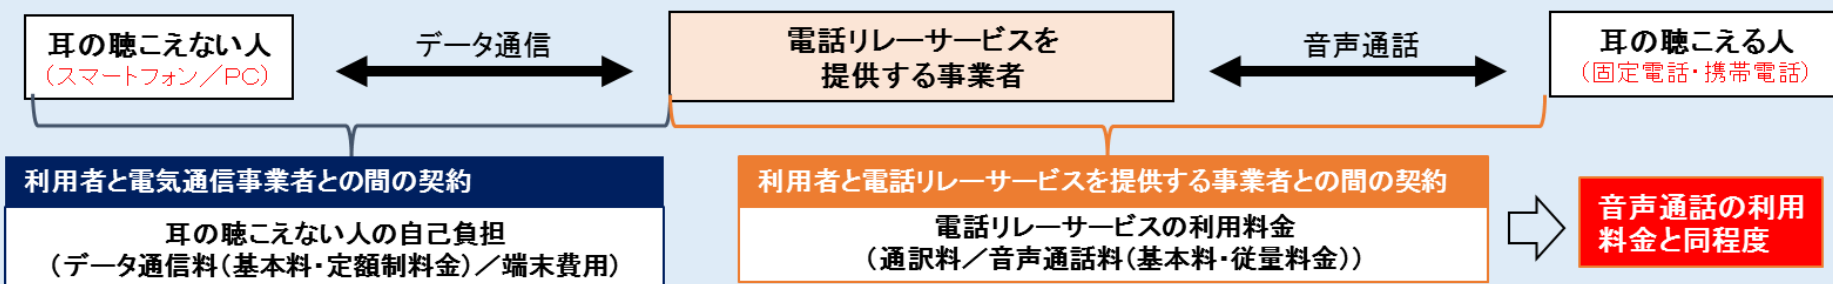 耳の聴こえない人
(スマートフォン／PC)
データ通信
電話リレーサービスを
提供する事業者
音声通話
耳の聴こえる人
(固定電話・携帯電話)
利用者と電気通信事業者との間の契約
耳の聴こえない人の自己負担
(データ通信料(基本料・定額制料金)／端末費用)
利用者と電話リレーサービスを提供する事業者との間の契約
電話リレーサービスの利用料金
(通訳料／音声通話料(基本料・従量料金))
音声通話の利用
料金と同程度